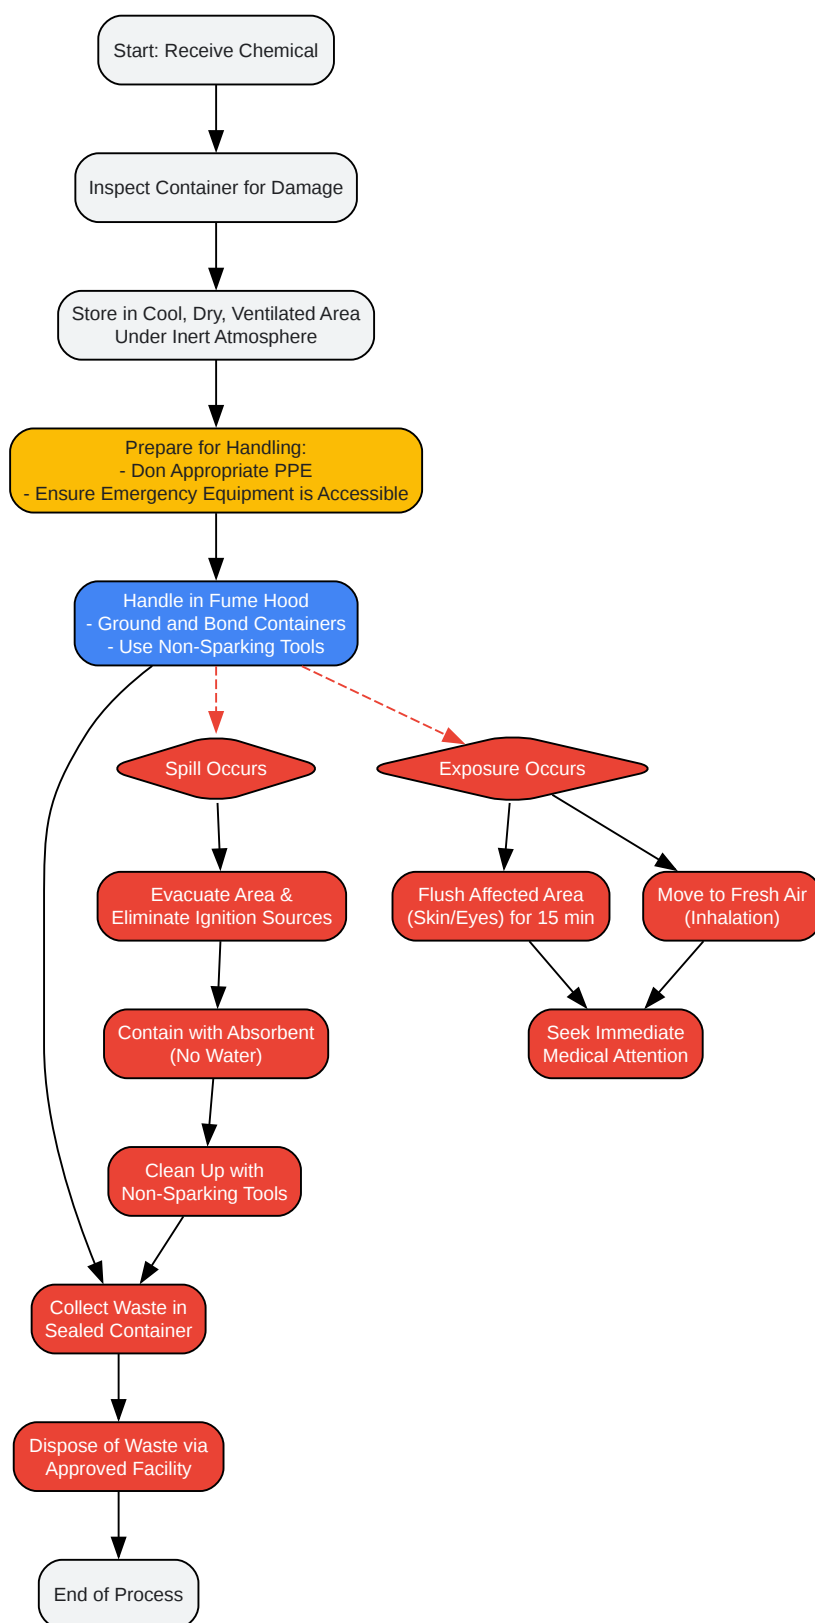 Start: Receive Chemical
Inspect Container for Damage
Store in Cool, Dry, Ventilated Area
Under Inert Atmosphere
Prepare for Handling:
- Don Appropriate PPE
- Ensure Emergency Equipment is Accessible
Handle in Fume Hood
- Ground and Bond Containers
- Use Non-Sparking Tools
Spill Occurs
Exposure Occurs
Evacuate Area &
Eliminate Ignition Sources
Flush Affected Area
(Skin/Eyes) for 15 min
Move to Fresh Air
(Inhalation)
Contain with Absorbent
(No Water)
Seek Immediate
Medical Attention
Clean Up with
Non-Sparking Tools
Collect Waste in
Sealed Container
Dispose of Waste via
Approved Facility
End of Process